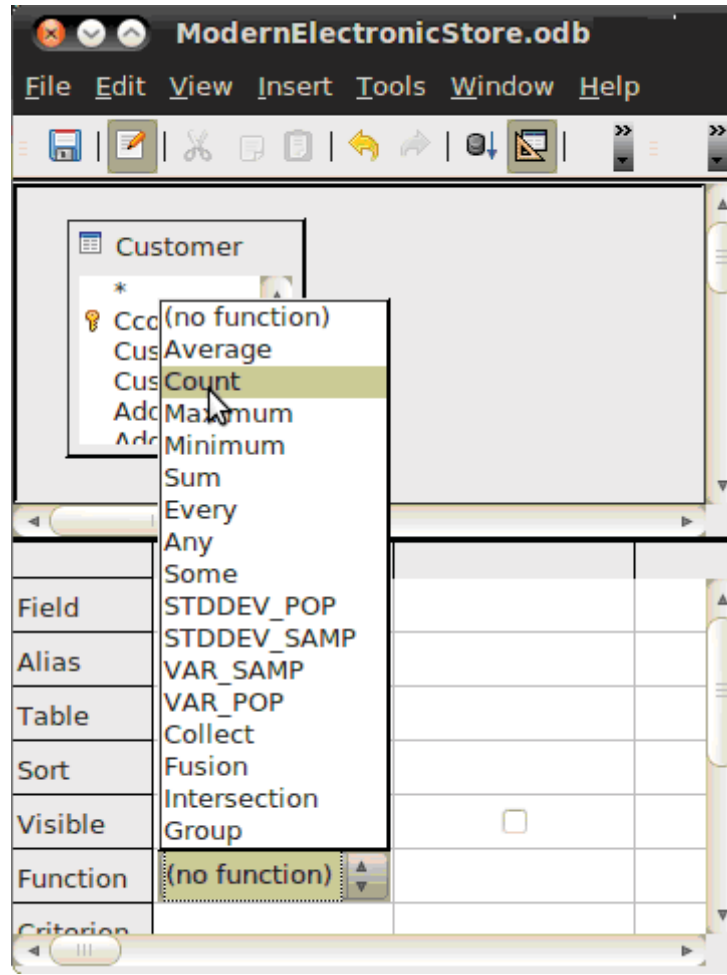 ModernElectronicStore.odb
File Edit View Insert Tools Window Help
Customer
*
(no function)
Average
Count
Maximum
Minimum
Sum
Every
Any
Some
STDDEV_POP
STDDEV_SAMP
VAR_SAMP
VAR_POP
Collect
Fusion
Intersection
Group
Field
Alias
Table
Sort
Visible
Function (no function)
Criterion